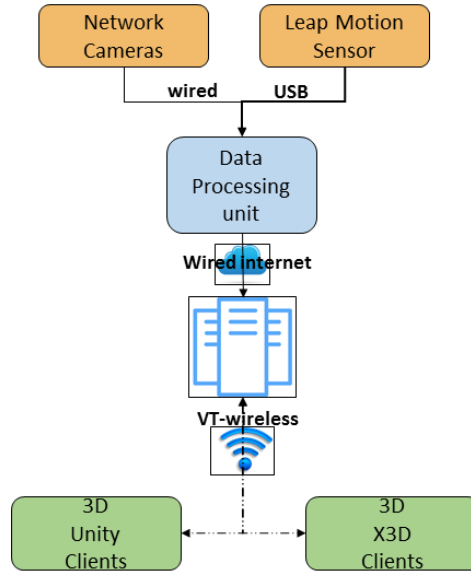 Network
Cameras
Leap Motion
Sensor
wired
USB
Data
Processing
unit
Wired internet
VT-wireless
3D
Unity
Clients
3D
X3D
Clients